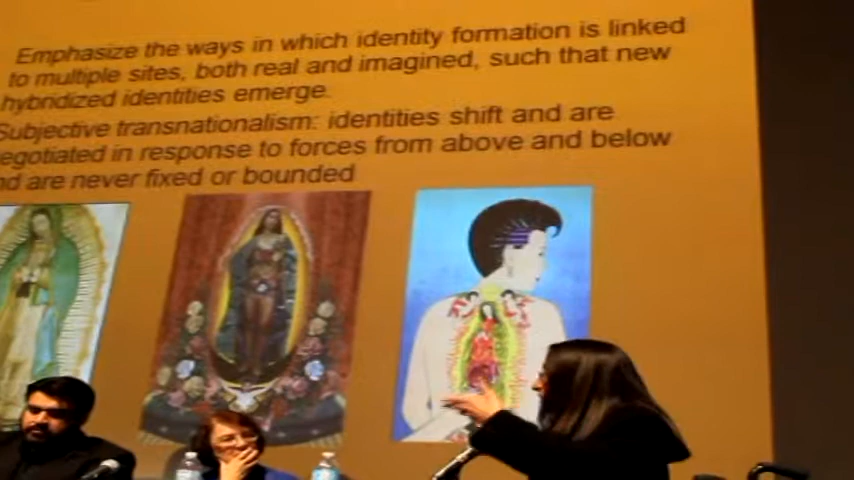 Emphasize the ways in which identity formation is linked
to multiple sites, both real and imagined, such that new
hybridized identities emerge.
Subjective transnationalism: identities shift and are
negotiated in response to forces from above and below
and are never fixed or bounded